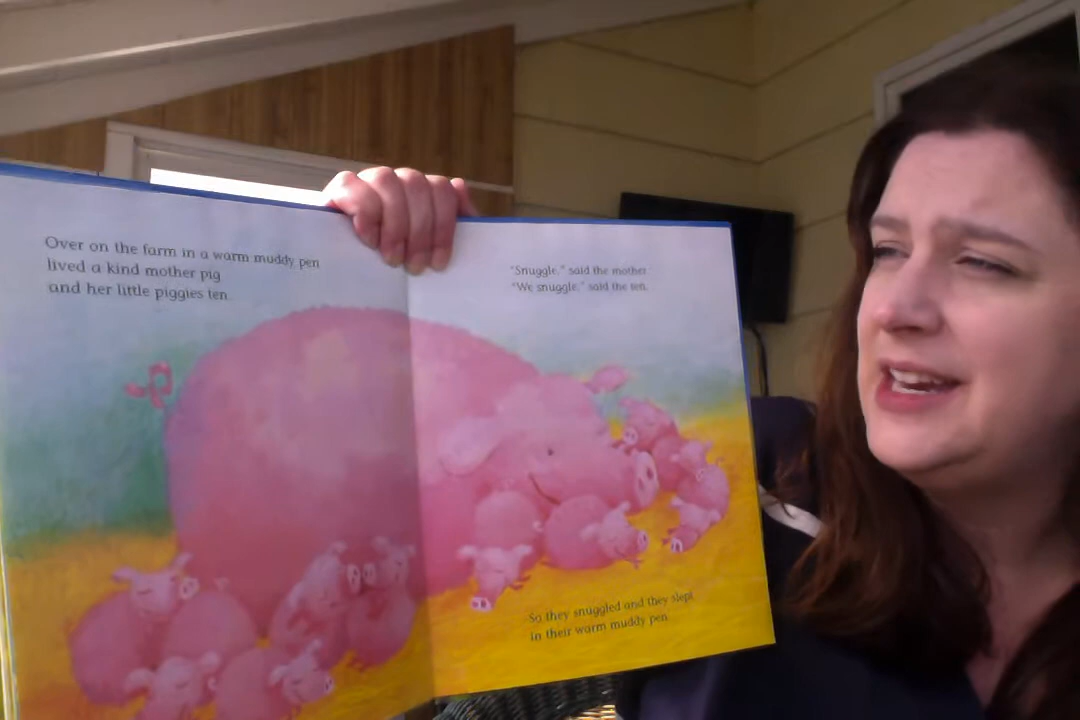 Over on the farm in a warm muddy pen
lived a kind mother pig
and her little piggies ten.
"Snuggle," said the mother.
"We snuggle," said the ten.
So they snuggled and they slept
in their warm muddy pen.